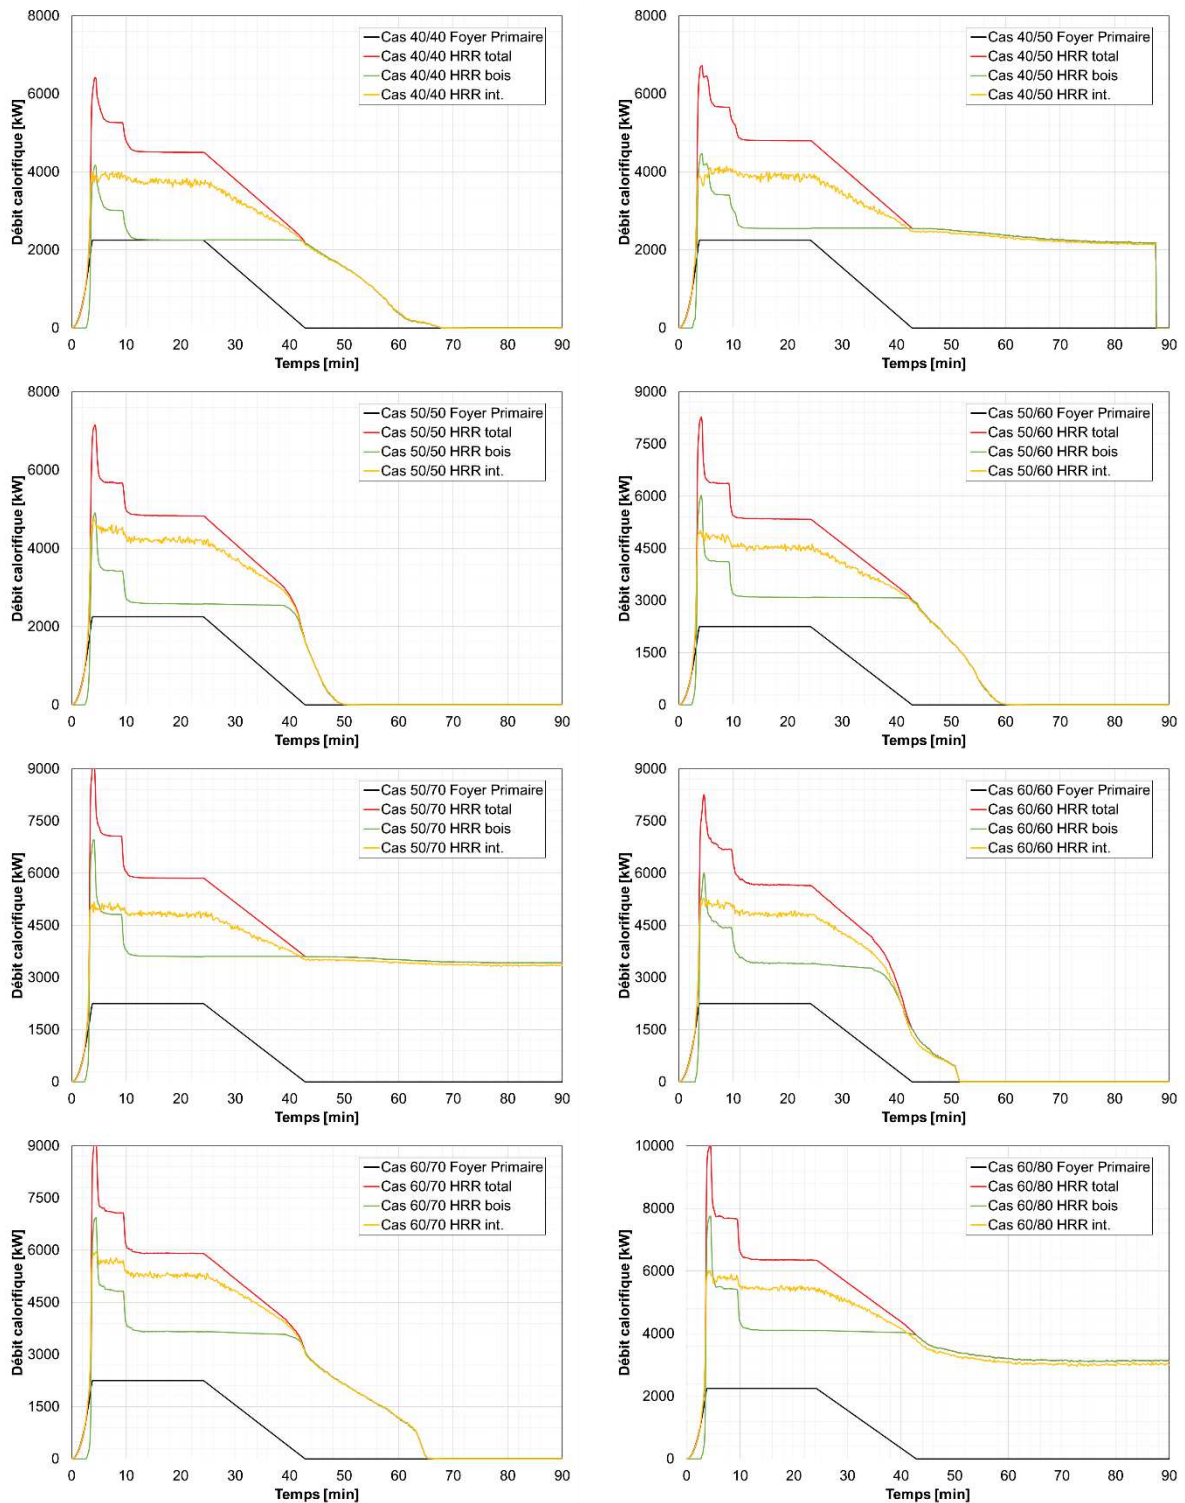 8000
6000
4000
2000
0
Débit calorifique [kW]
Cas 40/40 Foyer Primaire
Cas 40/40 HRR total
Cas 40/40 HRR bois
Cas 40/40 HRR int.
0 10 20 30 40 50 60 70 80 90
Temps [min]
8000
6000
4000
2000
0
Débit calorifique [kW]
Cas 40/50 Foyer Primaire
Cas 40/50 HRR total
Cas 40/50 HRR bois
Cas 40/50 HRR int.
0 10 20 30 40 50 60 70 80 90
Temps [min]
8000
6000
4000
2000
0
Débit calorifique [kW]
Cas 50/50 Foyer Primaire
Cas 50/50 HRR total
Cas 50/50 HRR bois
Cas 50/50 HRR int.
0 10 20 30 40 50 60 70 80 90
Temps [min]
9000
7500
6000
4500
3000
1500
0
Débit calorifique [kW]
Cas 50/60 Foyer Primaire
Cas 50/60 HRR total
Cas 50/60 HRR bois
Cas 50/60 HRR int.
0 10 20 30 40 50 60 70 80 90
Temps [min]
9000
7500
6000
4500
3000
1500
0
Débit calorifique [kW]
Cas 50/70 Foyer Primaire
Cas 50/70 HRR total
Cas 50/70 HRR bois
Cas 50/70 HRR int.
0 10 20 30 40 50 60 70 80 90
Temps [min]
9000
7500
6000
4500
3000
1500
0
Débit calorifique [kW]
Cas 60/60 Foyer Primaire
Cas 60/60 HRR total
Cas 60/60 HRR bois
Cas 60/60 HRR int.
0 10 20 30 40 50 60 70 80 90
Temps [min]
9000
7500
6000
4500
3000
1500
0
Débit calorifique [kW]
Cas 60/70 Foyer Primaire
Cas 60/70 HRR total
Cas 60/70 HRR bois
Cas 60/70 HRR int.
0 10 20 30 40 50 60 70 80 90
Temps [min]
10000
8000
6000
4000
2000
0
Débit calorifique [kW]
Cas 60/80 Foyer Primaire
Cas 60/80 HRR total
Cas 60/80 HRR bois
Cas 60/80 HRR int.
0 10 20 30 40 50 60 70 80 90
Temps [min]